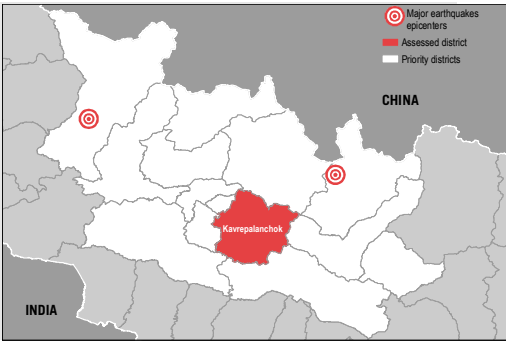 Major earthquakes
epicenters
Assessed district
Priority districts
CHINA
Kavrepalanchok
INDIA